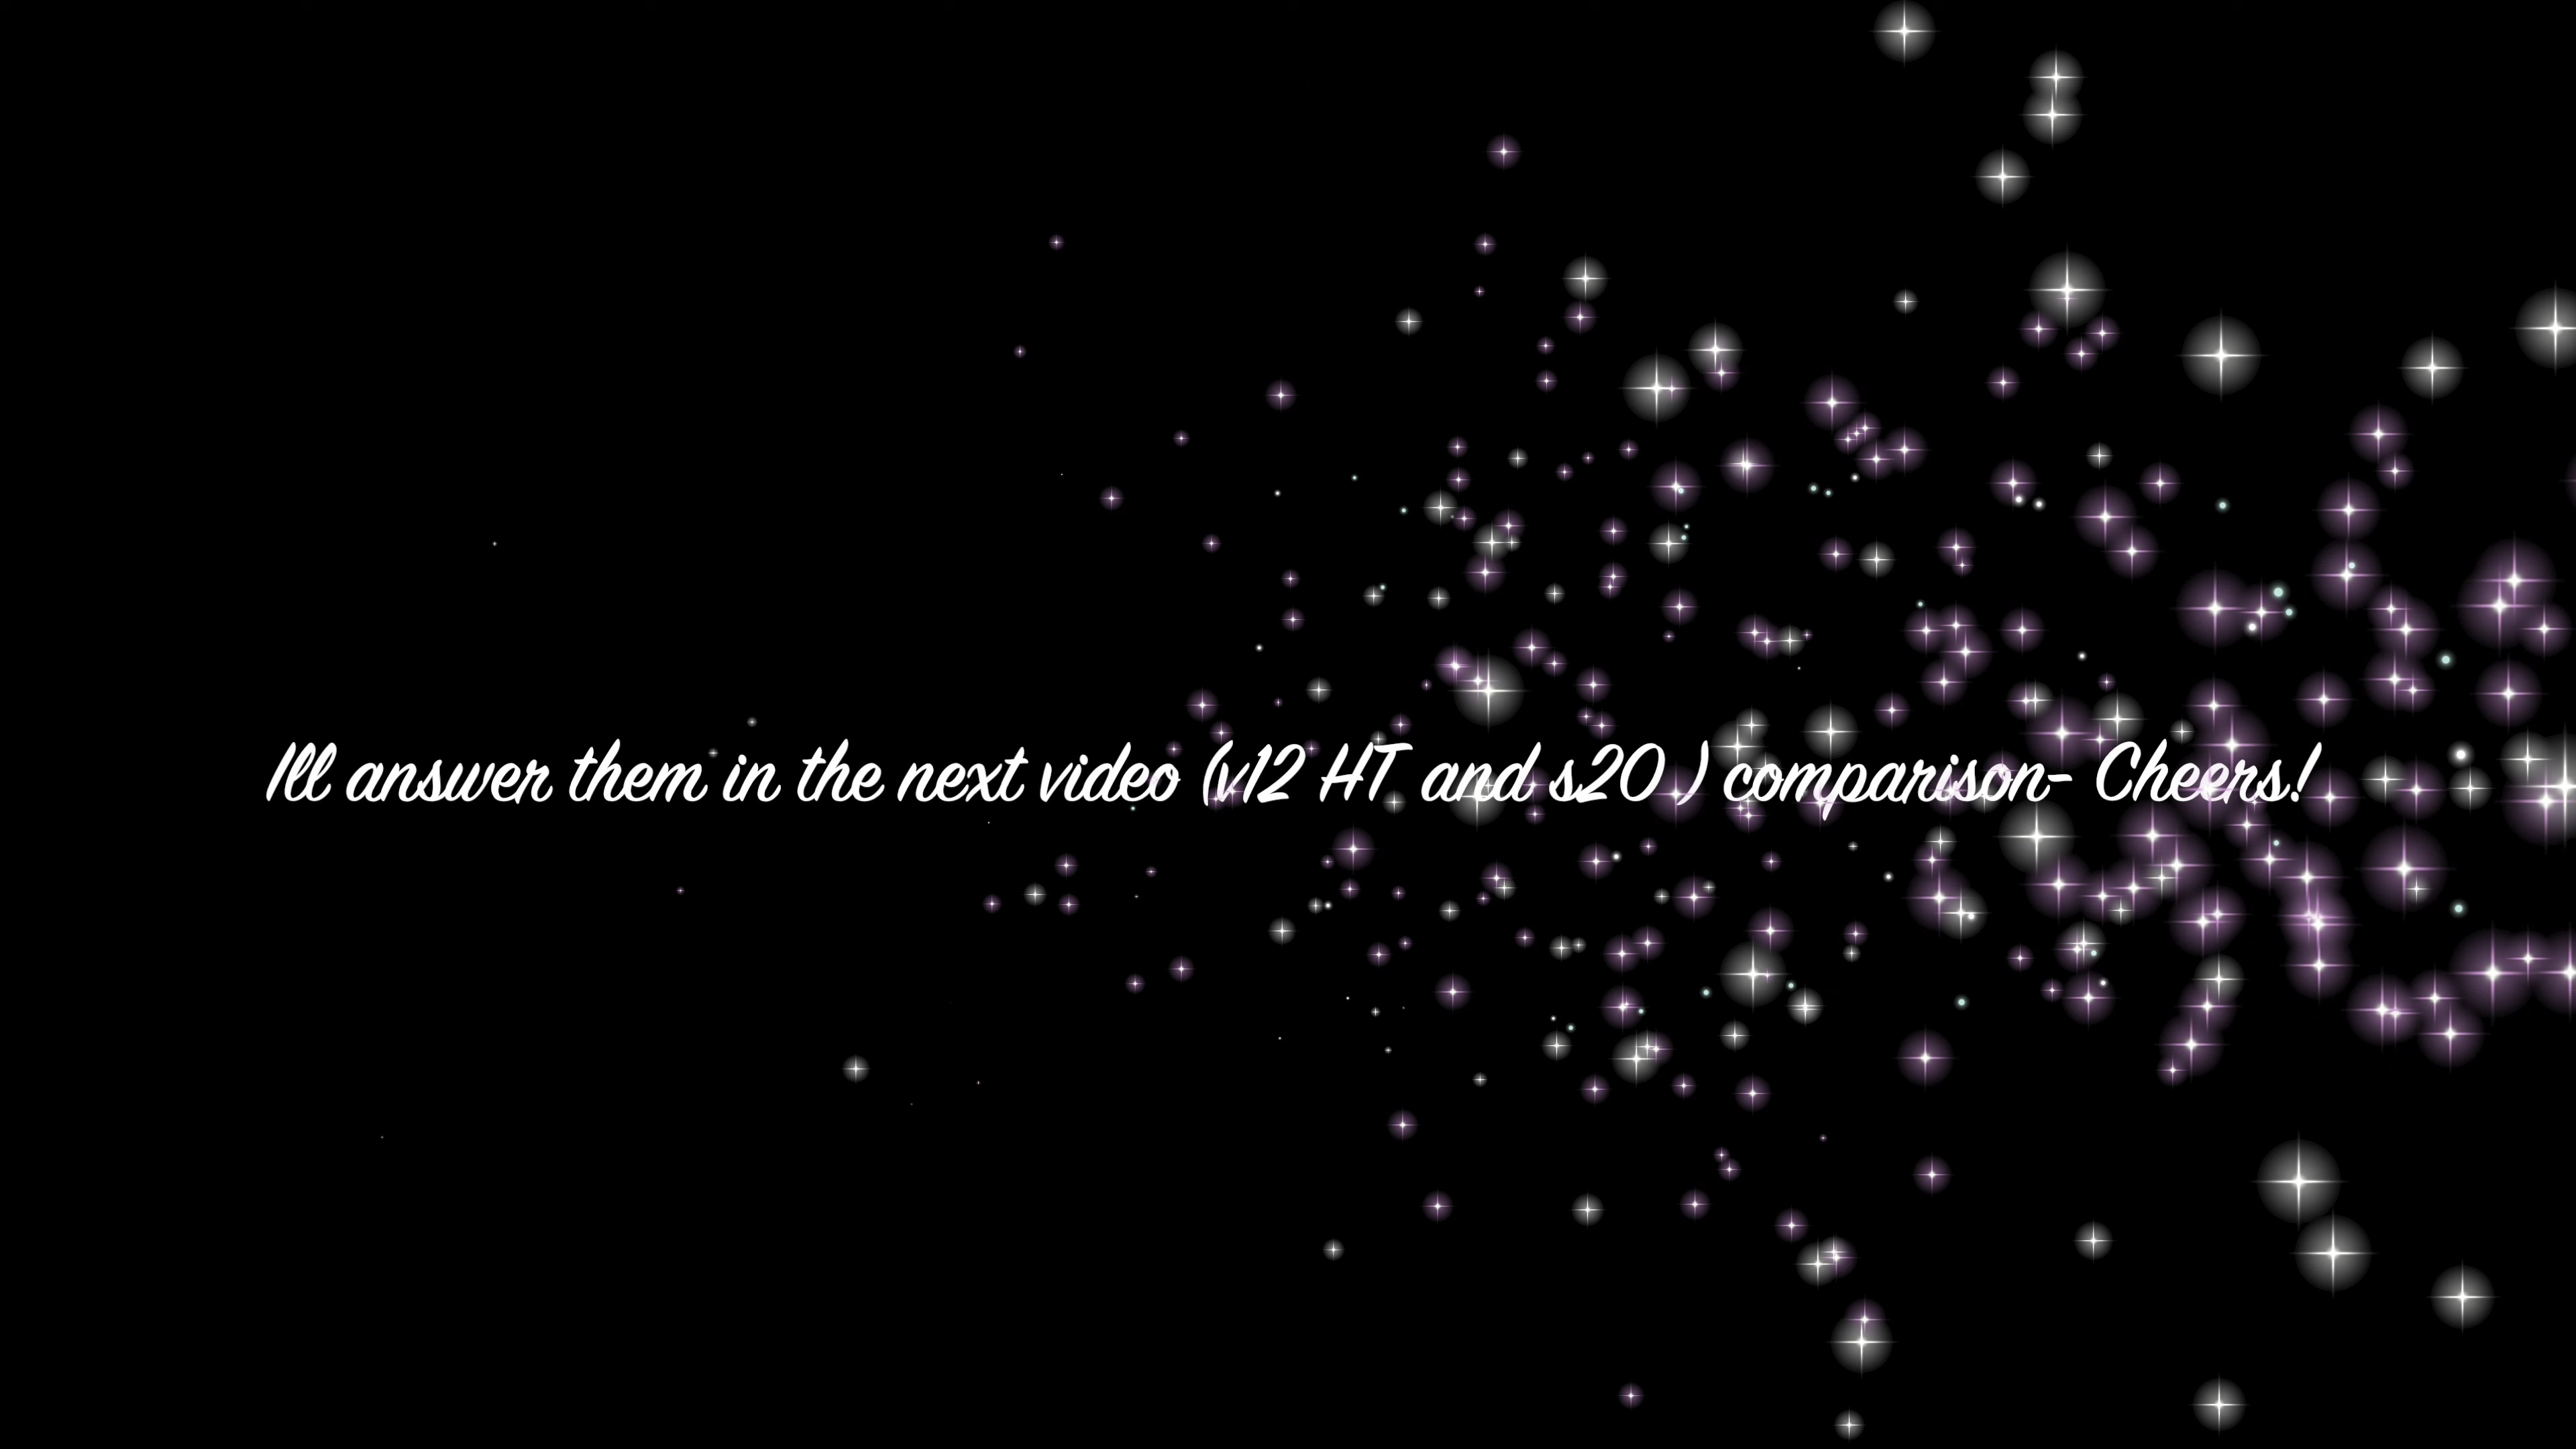 Ill answer them in the next video (v12 HT and s20 ) comparison- Cheers!